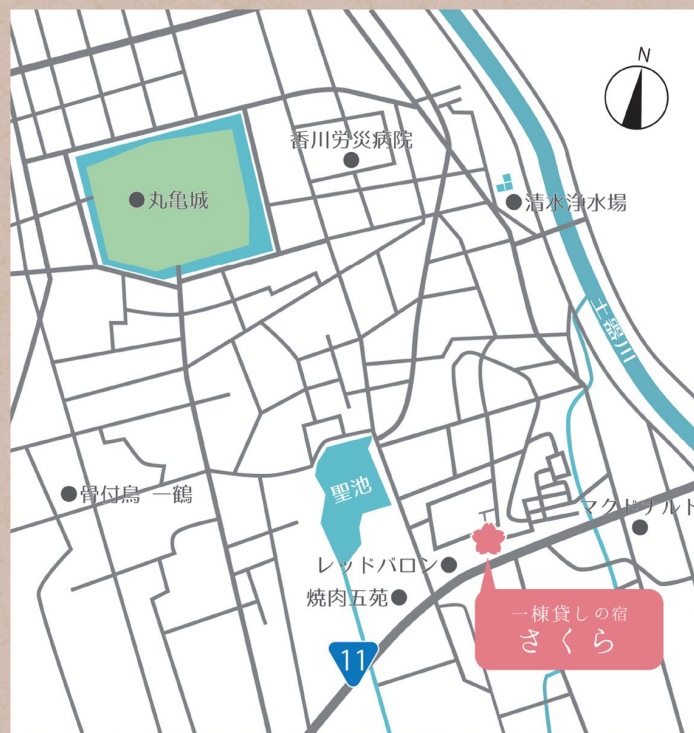 N
香川労災病院
丸亀城
清水浄水場
土器川
骨付鳥 一鶴
聖池
マクドナルド
レッドバロン
焼肉五苑
一棟貸しの宿
さくら
11